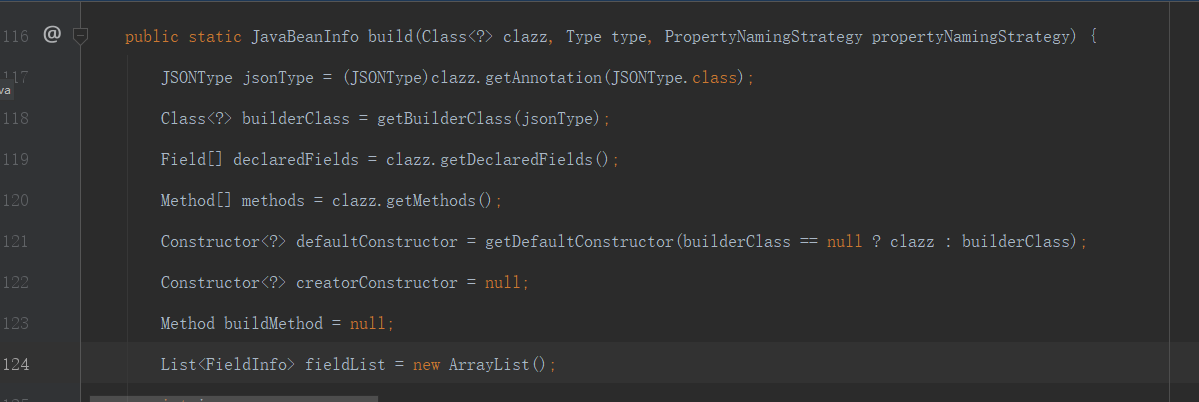 116 @ public static JavaBeanInfo build(Class<?> clazz, Type type, PropertyNamingStrategy propertyNamingStrategy) {
117 JSONType jsonType = (JSONType)clazz.getAnnotation(JSONType.class);
va
118 Class<?> builderClass = getBuilderClass(jsonType);
119 Field[] declaredFields = clazz.getDeclaredFields();
120 Method[] methods = clazz.getMethods();
121 Constructor<?> defaultConstructor = getDefaultConstructor(builderClass == null ? clazz : builderClass);
122 Constructor<?> creatorConstructor = null;
123 Method buildMethod = null;
124 List<FieldInfo> fieldList = new ArrayList();